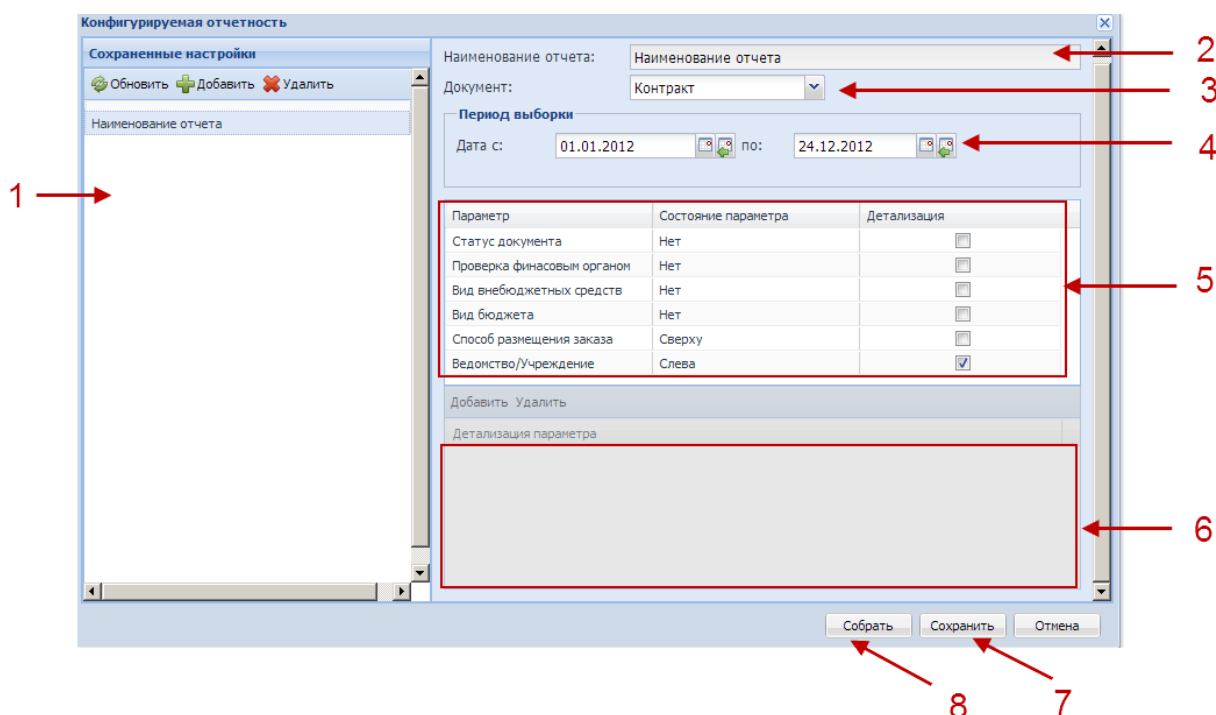 Конфигурируемая отчетность
Сохраненные настройки
Обновить Добавить Удалить
Наименование отчета
1
Наименование отчета: Наименование отчета
2
Документ: Контракт
3
Период выборки
Дата с: 01.01.2012 по: 24.12.2012
4
Параметр Состояние параметра Детализация
Статус документа Нет
Проверка финасовым органом Нет
Вид внебюджетных средств Нет
5
Вид бюджета Нет
Способ размещения заказа Сверху
Ведомство/Учреждение Слева
Добавить Удалить
Детализация параметра
6
Собрать Сохранить Отмена
8 7